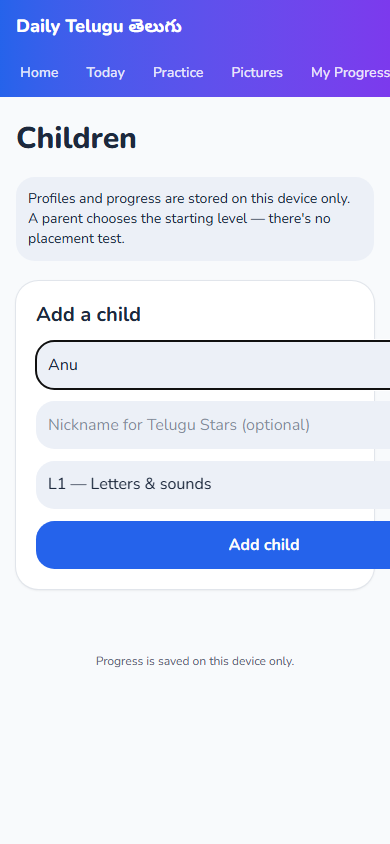 Daily Telugu తెలుగు
Home Today Practice Pictures My Progress
Children
Profiles and progress are stored on this device only.
A parent chooses the starting level — there's no
placement test.
Add a child
Anu
Nickname for Telugu Stars (optional)
L1 — Letters & sounds
Add child
Progress is saved on this device only.